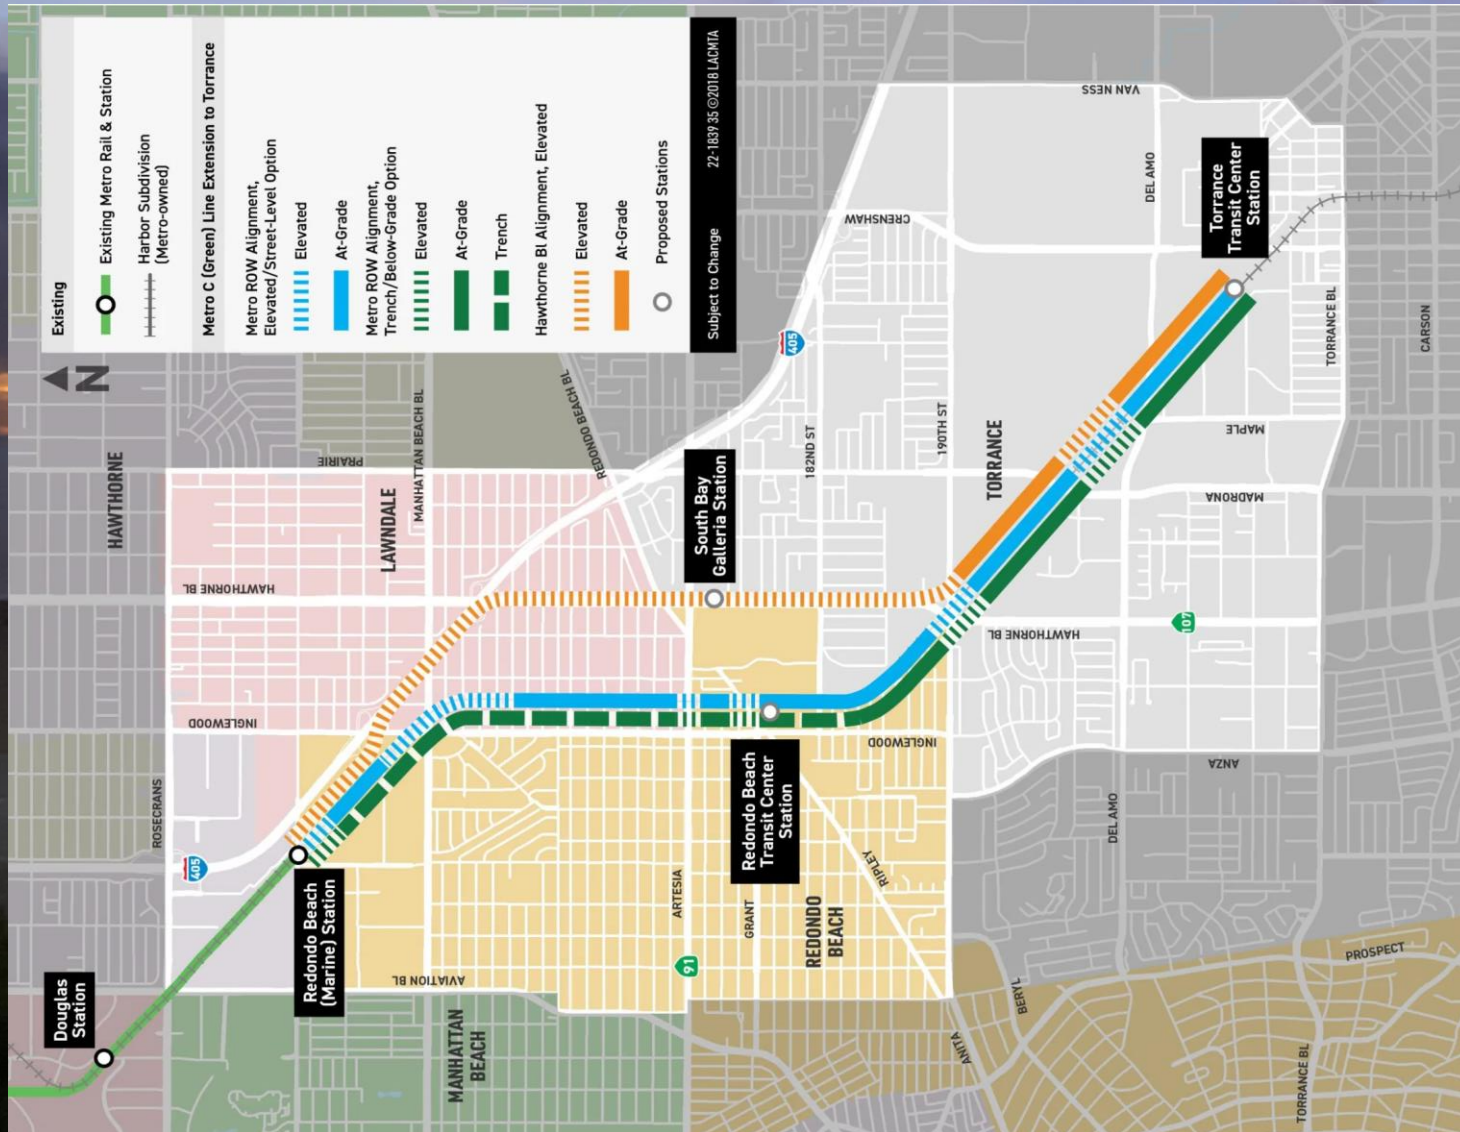 Existing
Existing Metro Rail & Station
Harbor Subdivision
(Metro-owned)
Metro C (Green) Line Extension to Torrance
Metro ROW Alignment,
Elevated/Street-Level Option
Elevated
At-Grade
Metro ROW Alignment,
Trench/Below-Grade Option
Elevated
At-Grade
Trench
Hawthorne Bl Alignment, Elevated
Elevated
At-Grade
Proposed Stations
Subject to Change
22-1839 35 ©2018 LACMTA
N
Douglas
Station
ROSECRANS
405
HAWTHORNE
INGLEWOOD
HAWTHORNE BL
Redondo Beach
(Marine) Station
PRAIRIE
LAWNDALE
MANHATTAN BEACH BL
AVIATION BL
MANHATTAN
BEACH
REDONDO BEACH BL
South Bay
Galleria Station
405
91
ARTESIA
GRANT
Redondo Beach
Transit Center
Station
182ND ST
REDONDO
BEACH
RIPLEY
INGLEWOOD
CRENSHAW
190TH ST
ANITA
BERYL
TORRANCE
HAWTHORNE BL
VAN NESS
DEL AMO
DEL AMO
107
MAPLE
MADRONA
ANZA
Torrance
Transit Center
Station
TORRANCE BL
TORRANCE BL
PROSPECT
CARSON